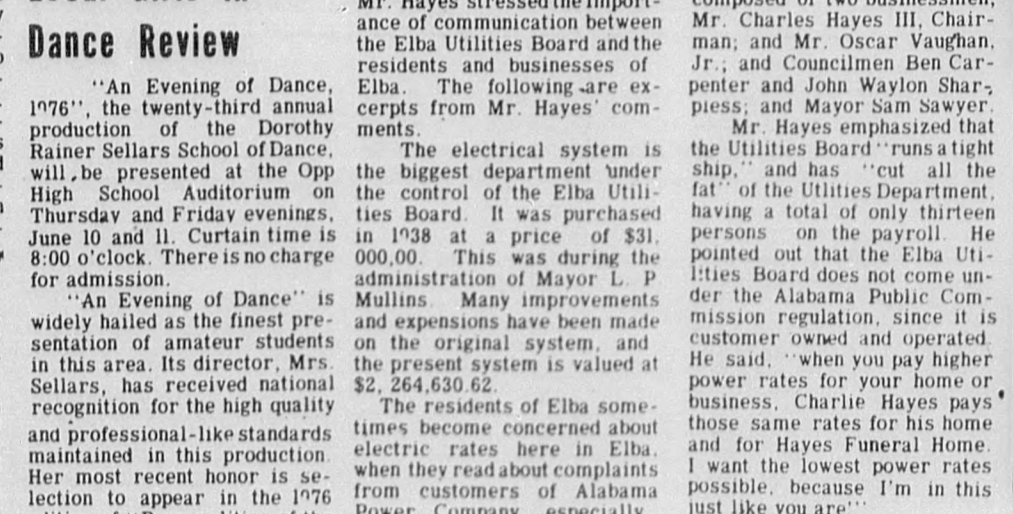 Dance Review
"An Evening of Dance,
1976", the twenty-third annual
production of the Dorothy
Rainer Sellars School of Dance,
will be presented at the Opp
High School Auditorium on
Thursday and Friday evenings,
June 10 and 11. Curtain time is
8:00 o'clock. There is no charge
for admission.
"An Evening of Dance" is
widely hailed as the finest pre-
sentation of amateur students
in this area. Its director, Mrs.
Sellars, has received national
recognition for the high quality
and professional-like standards
maintained in this production.
Her most recent honor is se-
lection to appear in the 1976
Mr. Hayes stressed the import-
ance of communication between
the Elba Utilities Board and the
residents and businesses of
Elba. The following are ex-
cerpts from Mr. Hayes' com-
ments.
The electrical system is
the biggest department under
the control of the Elba Utili-
ties Board. It was purchased
in 1938 at a price of $31,
000,00. This was during the
administration of Mayor L. P.
Mullins. Many improvements
and expensions have been made
on the original system, and
the present system is valued at
$2, 264,630.62.
The residents of Elba some-
times become concerned about
electric rates here in Elba,
when they read about complaints
from customers of Alabama
Power Company, especially
composed of two businessmen,
Mr. Charles Hayes III, Chair-
man; and Mr. Oscar Vaughan,
Jr.; and Councilmen Ben Car-
penter and John Waylon Shar-
pless; and Mayor Sam Sawyer.
Mr. Hayes emphasized that
the Utilities Board "runs a tight
ship," and has "cut all the
fat" of the Utlities Department,
having a total of only thirteen
persons on the payroll. He
pointed out that the Elba Uti-
lities Board does not come un-
der the Alabama Public Com-
mission regulation, since it is
customer owned and operated.
He said, "when you pay higher
power rates for your home or
business, Charlie Hayes pays
those same rates for his home
and for Hayes Funeral Home.
I want the lowest power rates
possible, because I'm in this
just like you are"